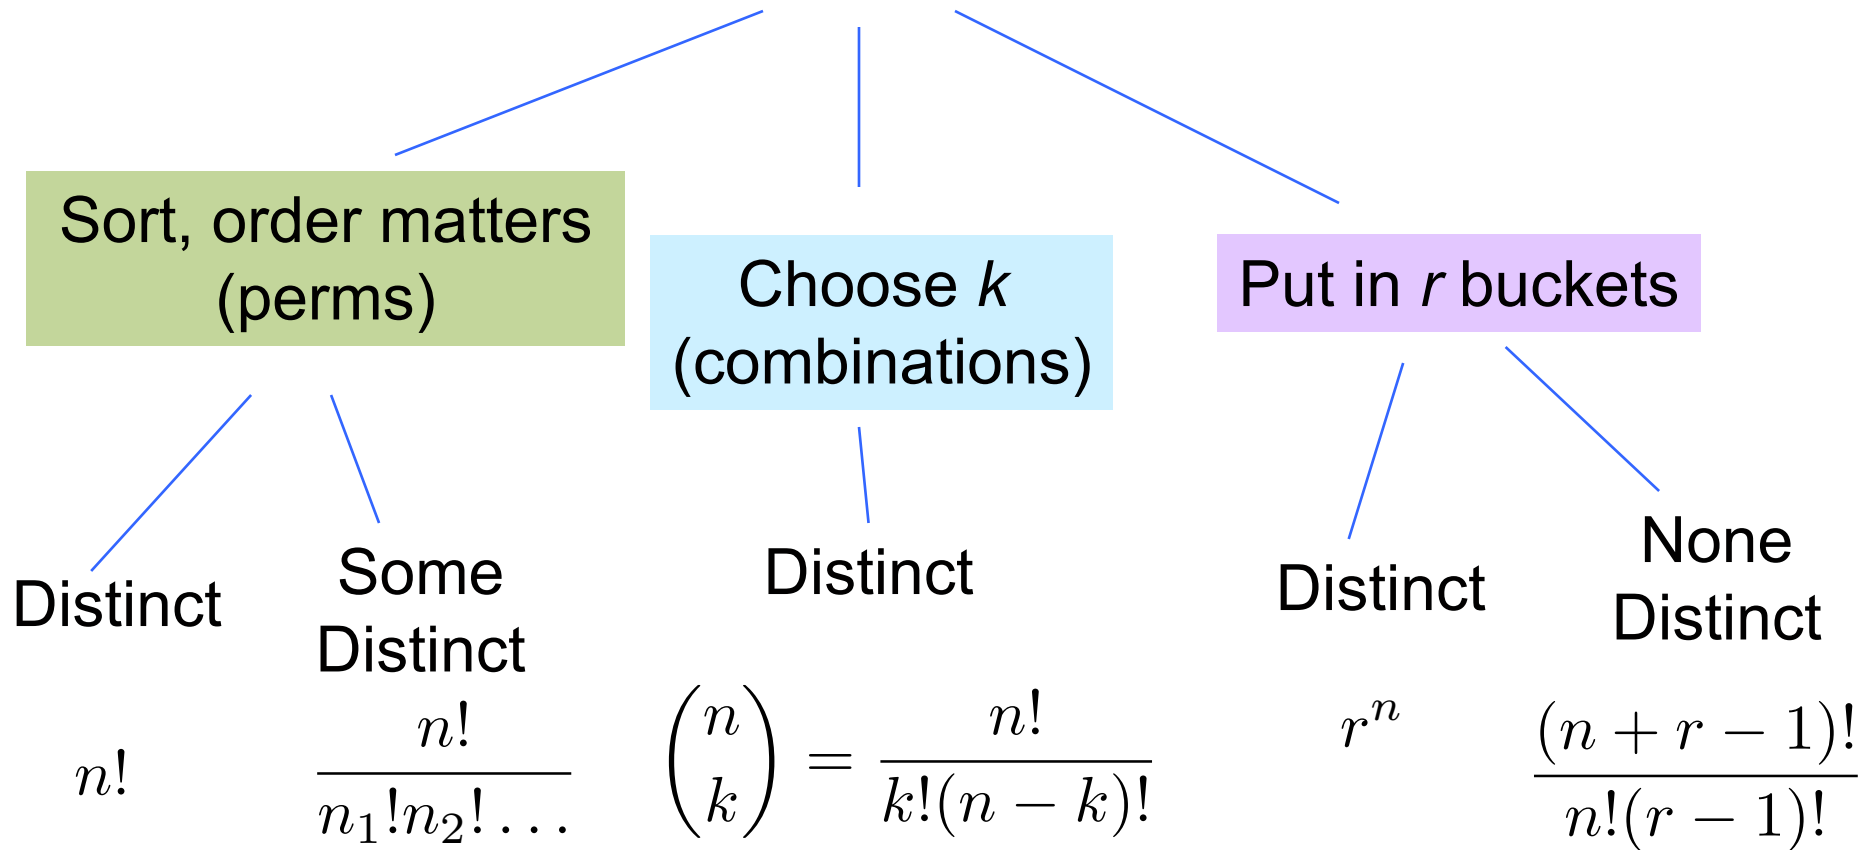 Sort, order matters
(perms)
Choose k
(combinations)
Put in r buckets
Distinct
Some
Distinct
Distinct
Distinct
None
Distinct
n!
n!
n₁!n₂!...
(n
k) = n!
k!(n − k)!
rⁿ
(n + r − 1)!
n!(r − 1)!